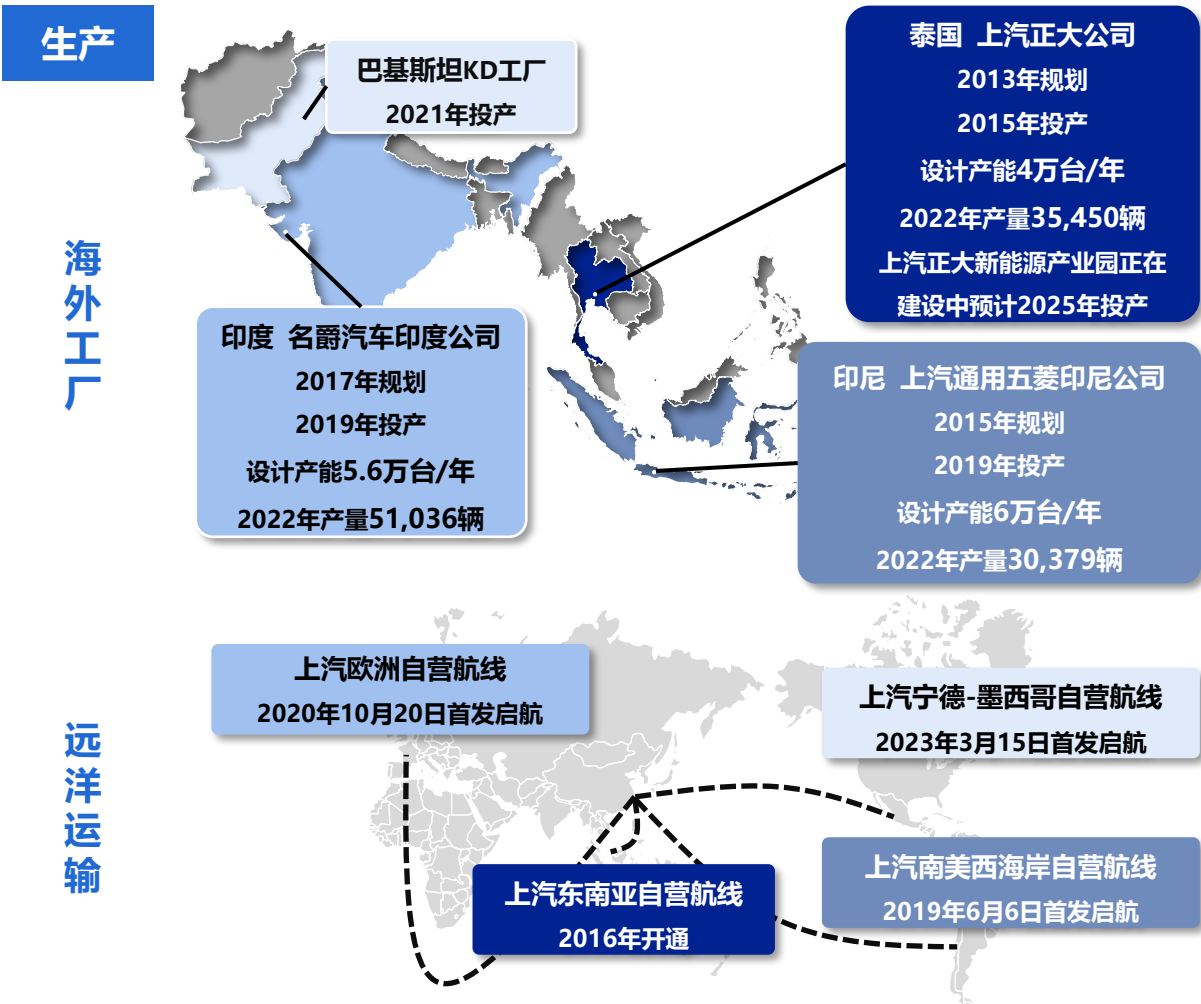 生产
海外工厂
巴基斯坦KD工厂
2021年投产
泰国 上汽正大公司
2013年规划
2015年投产
设计产能4万台/年
2022年产量35,450辆
上汽正大新能源产业园正在
建设中预计2025年投产
印度 名爵汽车印度公司
2017年规划
2019年投产
设计产能5.6万台/年
2022年产量51,036辆
印尼 上汽通用五菱印尼公司
2015年规划
2019年投产
设计产能6万台/年
2022年产量30,379辆
远洋运输
上汽欧洲自营航线
2020年10月20日首发启航
上汽宁德-墨西哥自营航线
2023年3月15日首发启航
上汽东南亚自营航线
2016年开通
上汽南美西海岸自营航线
2019年6月6日首发启航